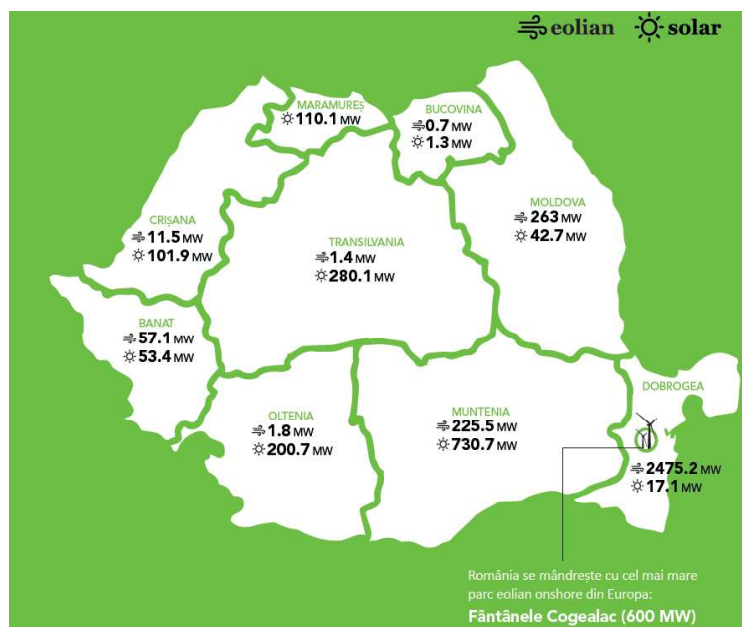 eolian solar
MARAMUREȘ
110.1 MW
BUCOVINA
0.7 MW
1.3 MW
MOLDOVA
263 MW
42.7 MW
CRIȘANA
11.5 MW
101.9 MW
TRANSILVANIA
1.4 MW
280.1 MW
BANAT
57.1 MW
53.4 MW
OLTENIA
1.8 MW
200.7 MW
MUNTENIA
225.5 MW
730.7 MW
DOBROGEA
2475.2 MW
17.1 MW
România se mândrește cu cel mai mare
parc eolian onshore din Europa:
Fântânele Cogealac (600 MW)